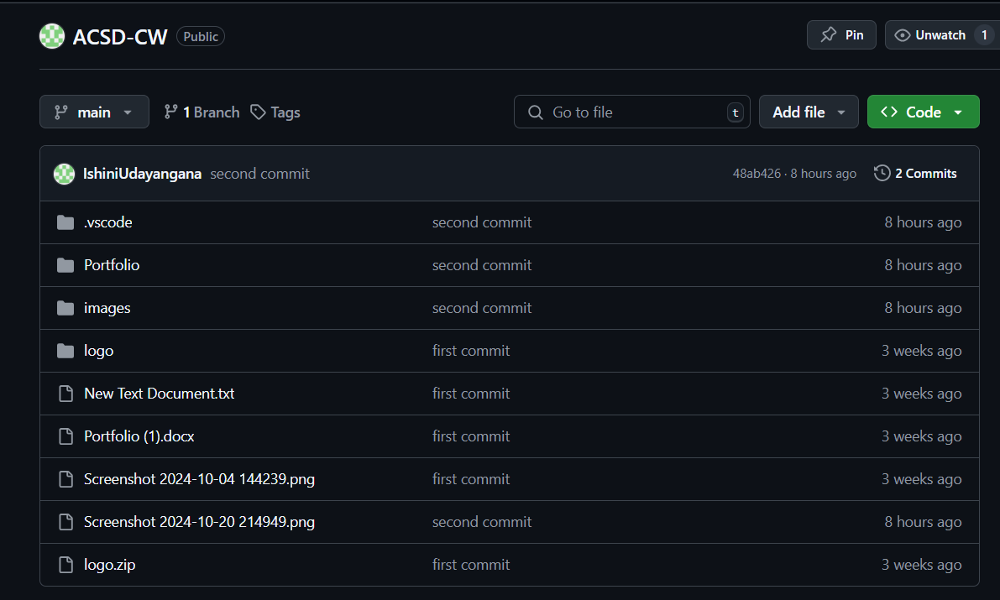 ACSD-CW Public Pin Unwatch 1
main 1 Branch Tags Go to file t Add file Code
IshiniUdayangana second commit 48ab426 · 8 hours ago 2 Commits
.vscode second commit 8 hours ago
Portfolio second commit 8 hours ago
images second commit 8 hours ago
logo first commit 3 weeks ago
New Text Document.txt first commit 3 weeks ago
Portfolio (1).docx first commit 3 weeks ago
Screenshot 2024-10-04 144239.png first commit 3 weeks ago
Screenshot 2024-10-20 214949.png second commit 8 hours ago
logo.zip first commit 3 weeks ago